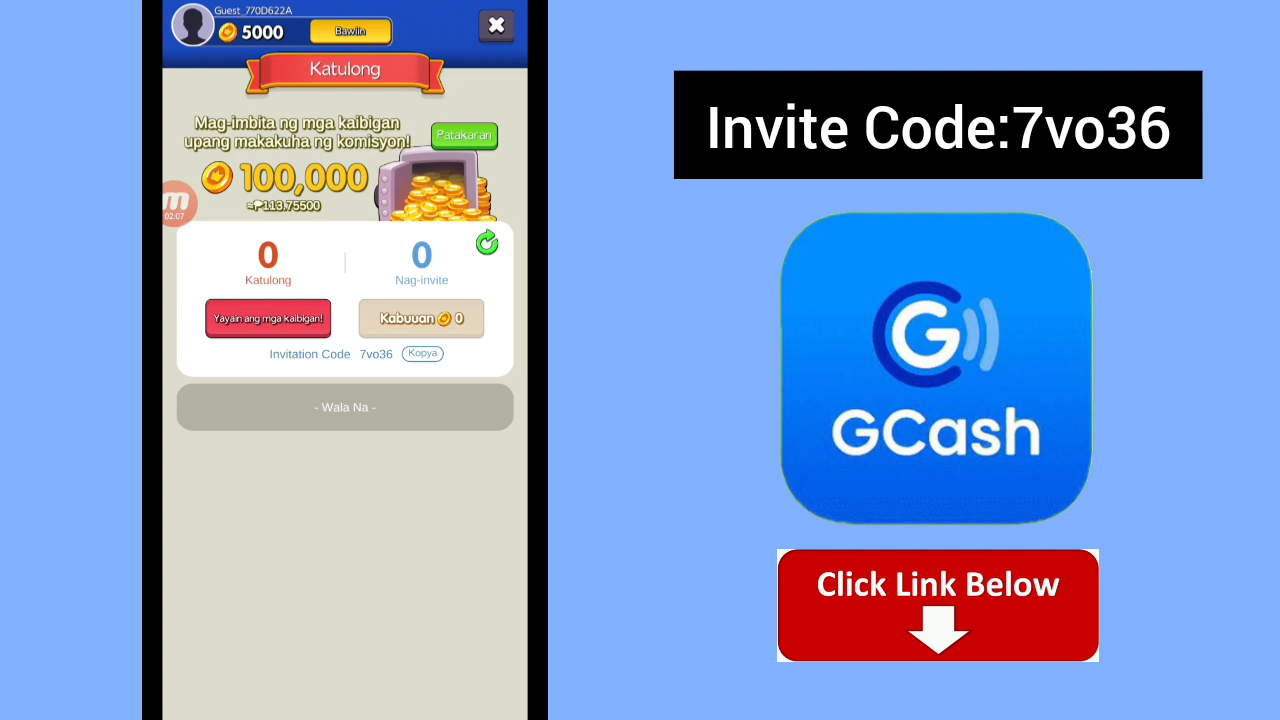 Guest_770D622A
5000
Bawiin
Katulong
Mag-imbita ng mga kaibigan
upang makakuha ng komisyon!
Patakaran
100,000
≈₱113.75500
02:07
0
Katulong
0
Nag-invite
Yayain ang mga kaibigan!
Kabuuan 0
Invitation Code 7vo36 Kopya
- Wala Na -
Invite Code:7vo36
G
GCash
Click Link Below